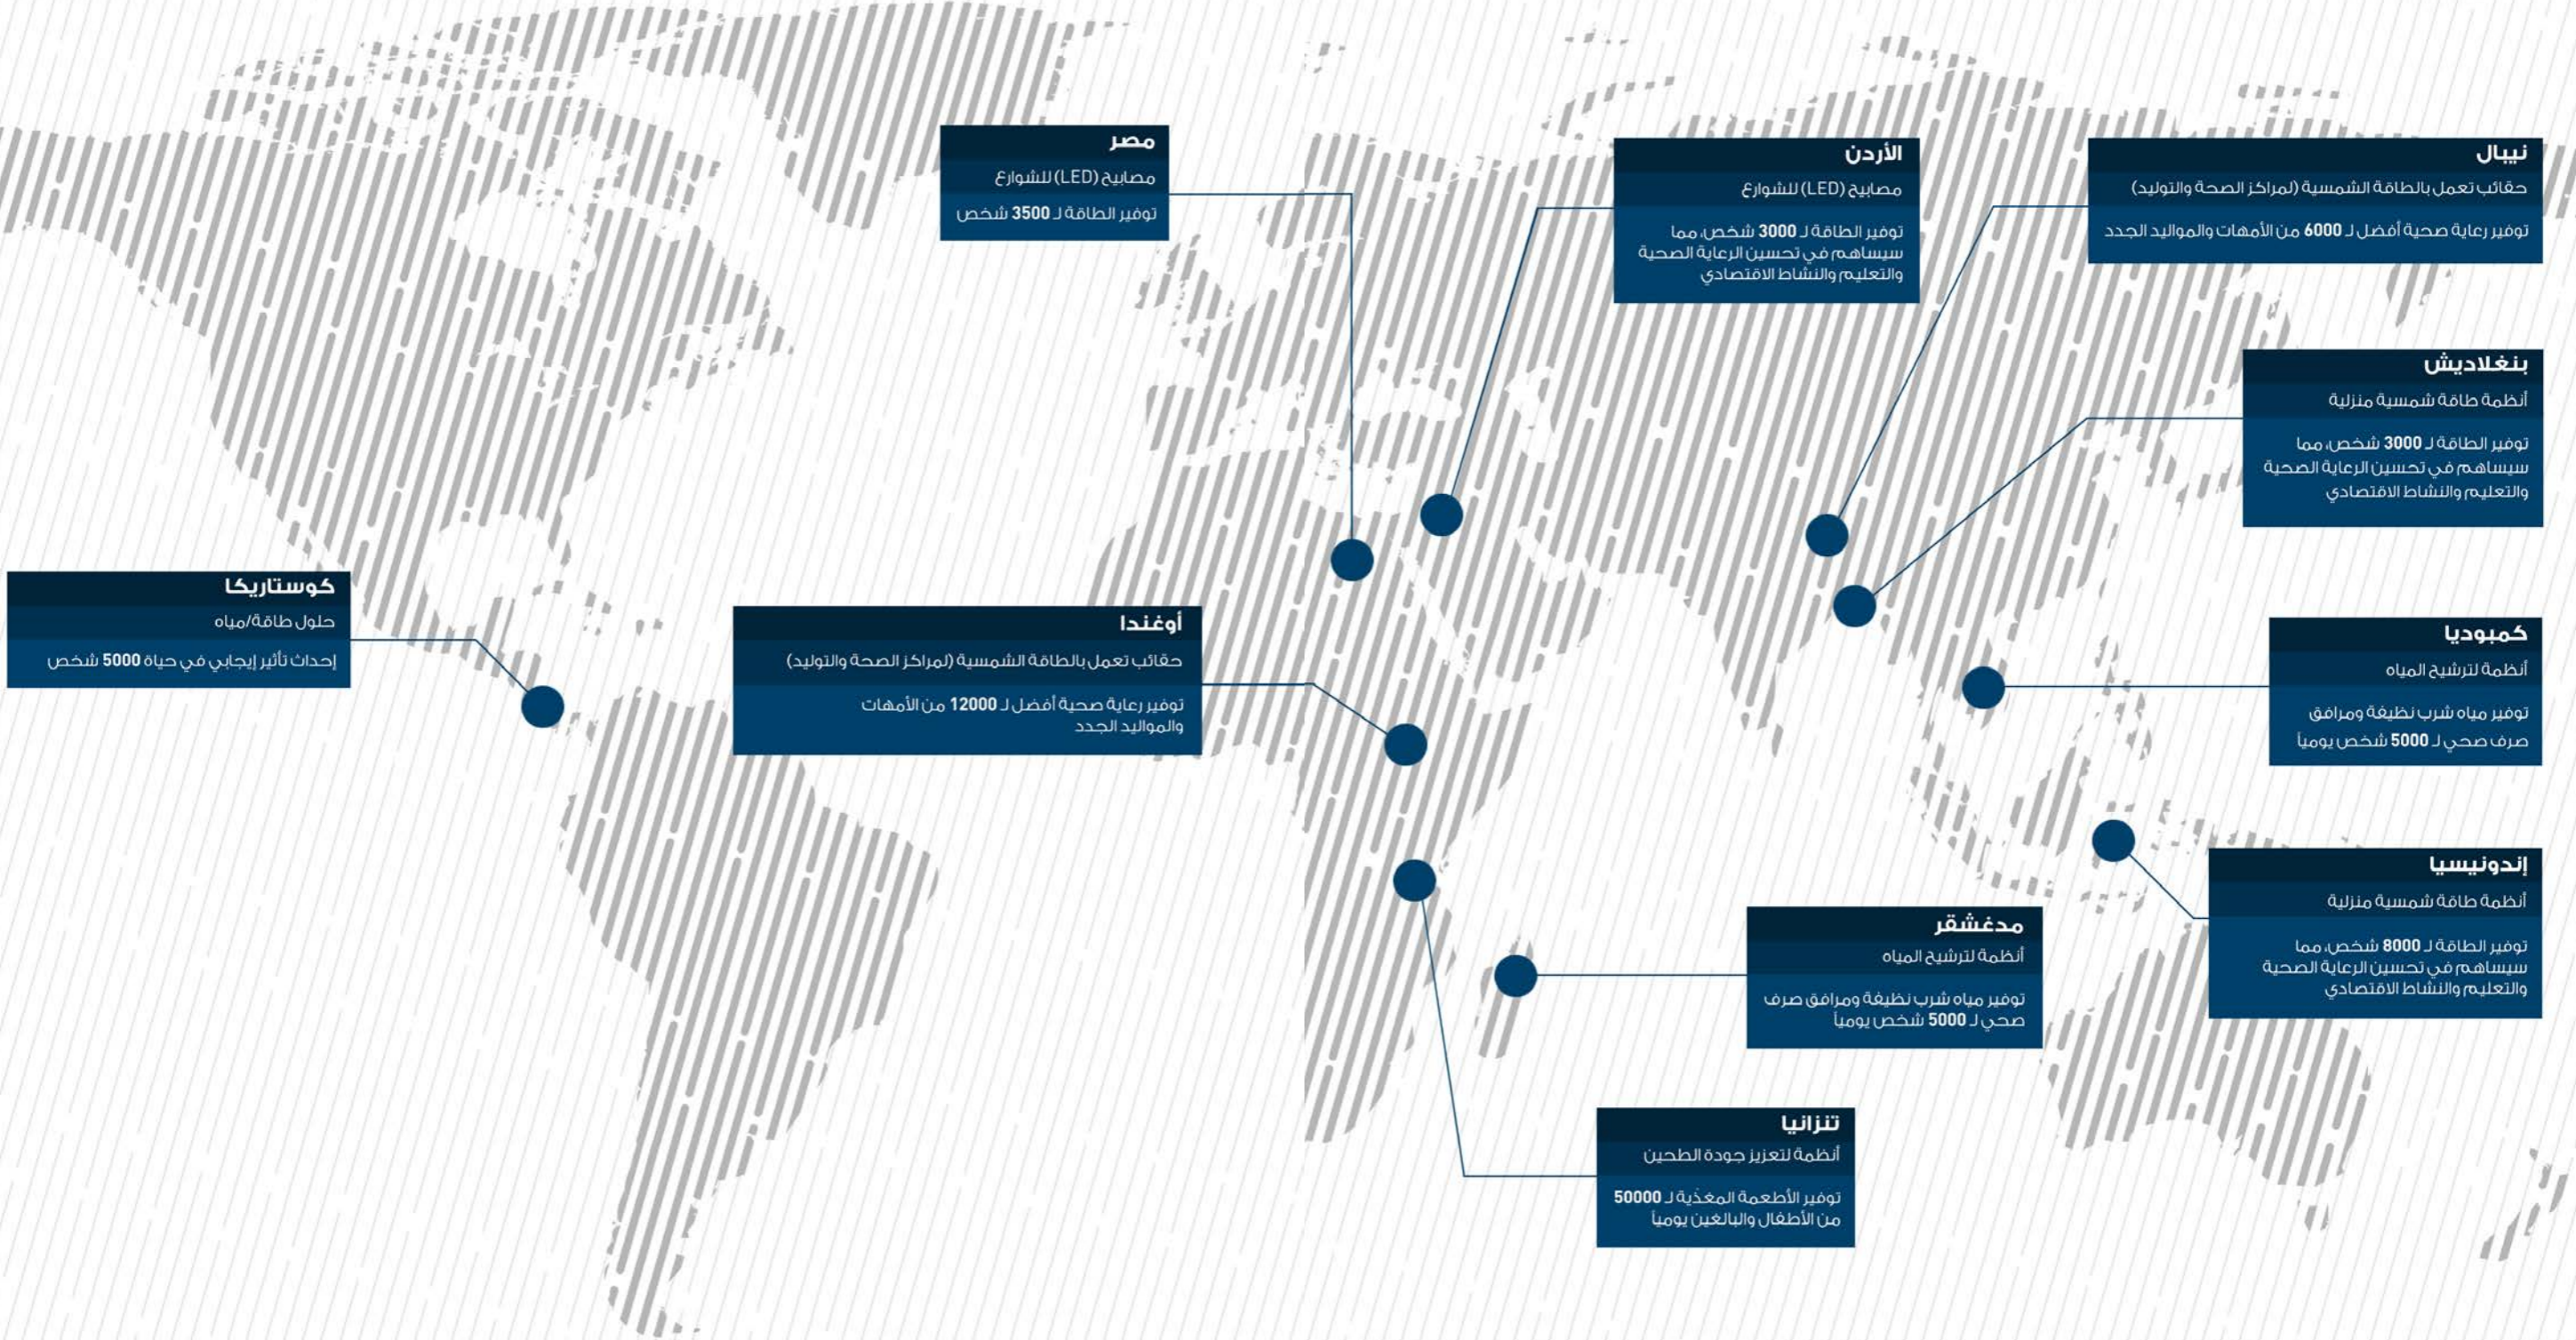 مصر
مصابيح (LED) للشوارع
توفير الطاقة لـ 3500 شخص
الأردن
مصابيح (LED) للشوارع
توفير الطاقة لـ 3000 شخص، مما
سيساهم في تحسين الرعاية الصحية
والتعليم والنشاط الاقتصادي
نيبال
حقائب تعمل بالطاقة الشمسية (لمراكز الصحة والتوليد)
توفير رعاية صحية أفضل لـ 6000 من الأمهات والمواليد الجدد
بنغلاديش
أنظمة طاقة شمسية منزلية
توفير الطاقة لـ 3000 شخص، مما
سيساهم في تحسين الرعاية الصحية
والتعليم والنشاط الاقتصادي
كوستاريكا
حلول طاقة/مياه
إحداث تأثير إيجابي في حياة 5000 شخص
أوغندا
حقائب تعمل بالطاقة الشمسية (لمراكز الصحة والتوليد)
توفير رعاية صحية أفضل لـ 12000 من الأمهات
والمواليد الجدد
كمبوديا
أنظمة لترشيح المياه
توفير مياه شرب نظيفة ومرافق
صرف صحي لـ 5000 شخص يومياً
إندونيسيا
أنظمة طاقة شمسية منزلية
توفير الطاقة لـ 8000 شخص، مما
سيساهم في تحسين الرعاية الصحية
والتعليم والنشاط الاقتصادي
مدغشقر
أنظمة لترشيح المياه
توفير مياه شرب نظيفة ومرافق صرف
صحي لـ 5000 شخص يومياً
تنزانيا
أنظمة لتعزيز جودة الطحين
توفير الأطعمة المغذّية لـ 50000
من الأطفال والبالغين يومياً